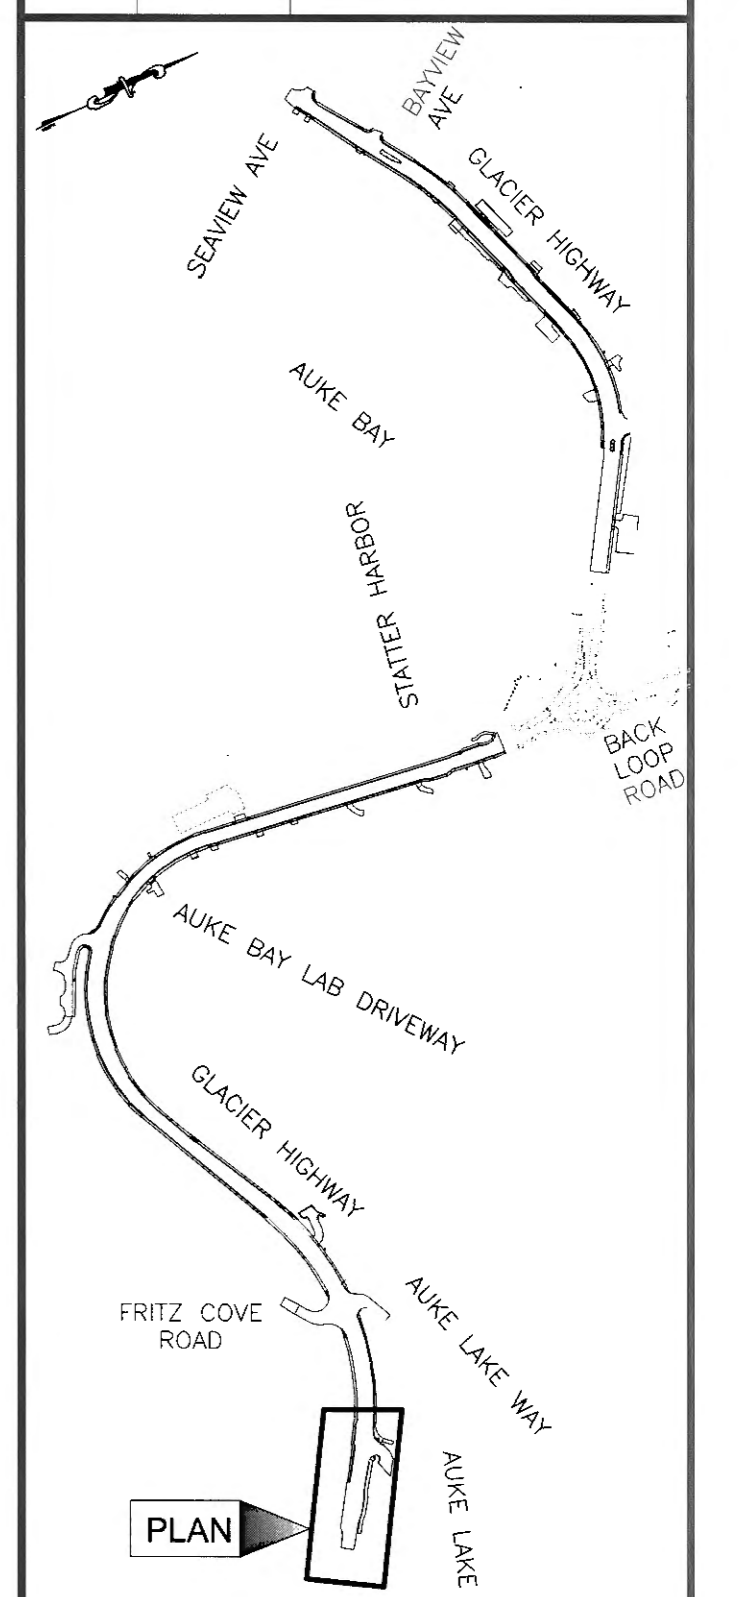 BAYVIEW
AVE
SEAVIEW AVE
GLACIER HIGHWAY
AUKE BAY
STATTER HARBOR
BACK
LOOP
ROAD
AUKE BAY LAB DRIVEWAY
GLACIER HIGHWAY
FRITZ COVE
ROAD
AUKE LAKE WAY
AUKE LAKE
PLAN